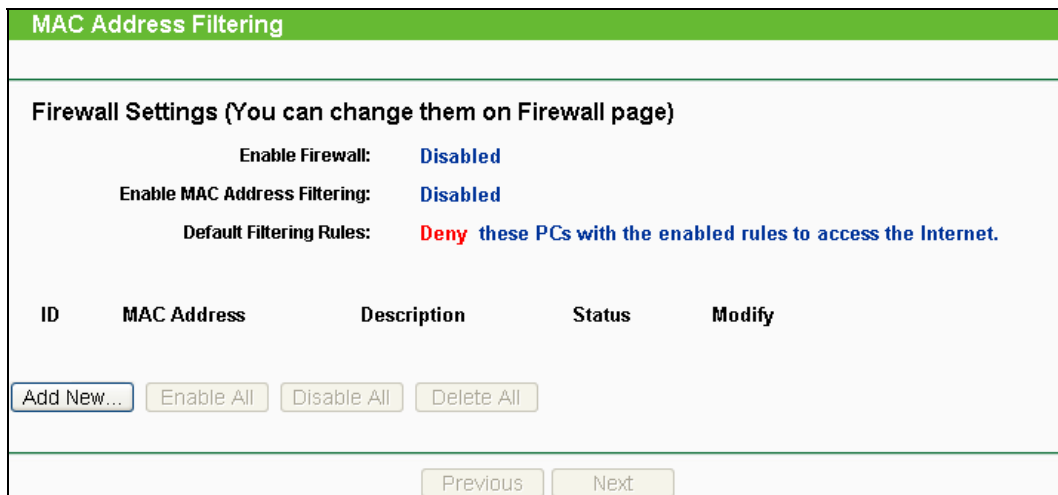 MAC Address Filtering
Firewall Settings (You can change them on Firewall page)
Enable Firewall: Disabled
Enable MAC Address Filtering: Disabled
Default Filtering Rules: Deny these PCs with the enabled rules to access the Internet.
ID MAC Address Description Status Modify
Add New... Enable All Disable All Delete All
Previous Next